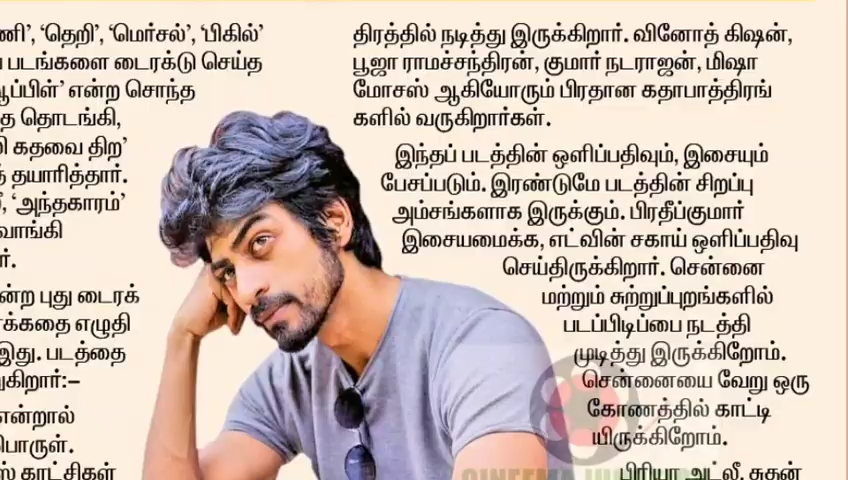 ணி', 'தெறி', 'மெர்சல்', 'பிகில்'
படங்களை டைரக்டு செய்த
ஆப்பிள்' என்ற சொந்த
தொடங்கி,
கதவை திற'
தயாரித்தார்.
'அந்தகாரம்'
வாங்கி
ர்.
ன்ற புது டைரக்
ரக்கதை எழுதி
இது. படத்தை
றுகிறார்:–
என்றால்
பொருள்.
ஸ் காட்சிகள்
திரத்தில் நடித்து இருக்கிறார். வினோத் கிஷன்,
பூஜா ராமச்சந்திரன், குமார் நடராஜன், மிஷா
மோசஸ் ஆகியோரும் பிரதான கதாபாத்திரங்
களில் வருகிறார்கள்.
இந்தப் படத்தின் ஒளிப்பதிவும், இசையும்
பேசப்படும். இரண்டுமே படத்தின் சிறப்பு
அம்சங்களாக இருக்கும். பிரதீப்குமார்
இசையமைக்க, எட்வின் சகாய் ஒளிப்பதிவு
செய்திருக்கிறார். சென்னை
மற்றும் சுற்றுப்புறங்களில்
படப்பிடிப்பை நடத்தி
முடித்து இருக்கிறோம்.
சென்னையை வேறு ஒரு
கோணத்தில் காட்டி
யிருக்கிறோம்.
பிரியா அட்லீ, சுதன்